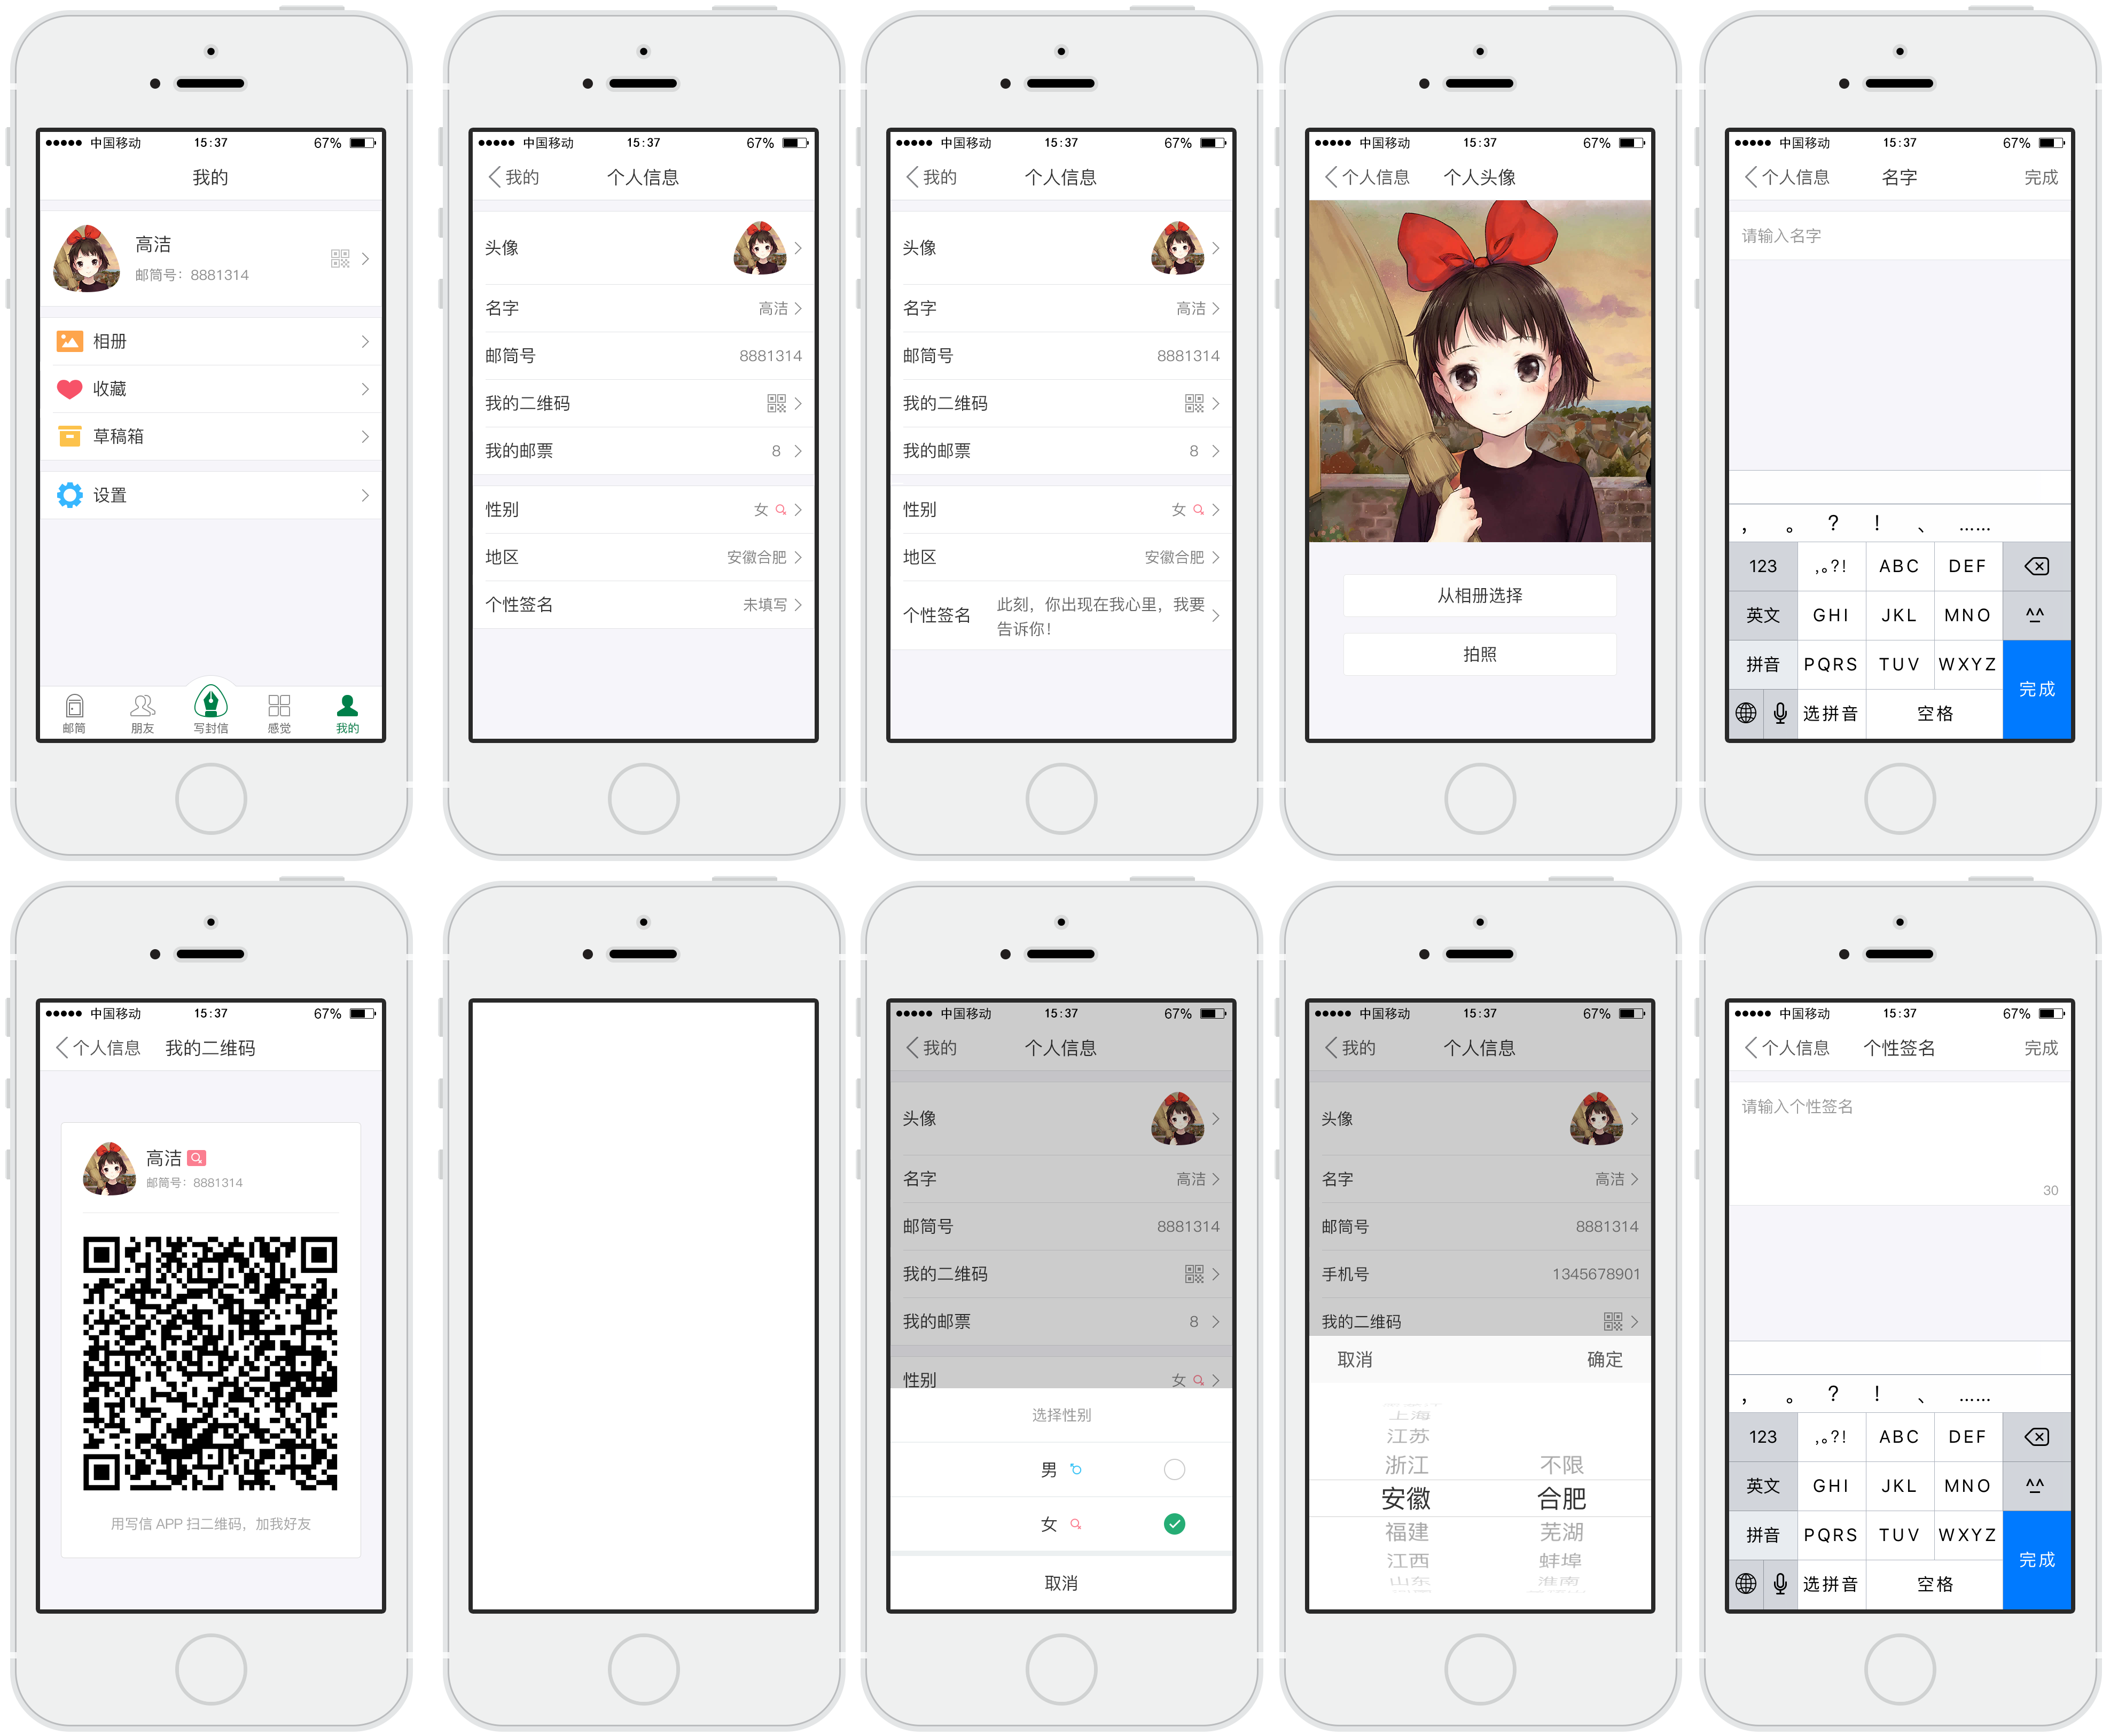 中国移动 15:37 67%
我的
高洁
邮筒号：8881314
相册
收藏
草稿箱
设置
邮筒 朋友 写封信 感觉 我的
中国移动 15:37 67%
我的 个人信息
头像
名字 高洁
邮筒号 8881314
我的二维码
我的邮票 8
性别 女
地区 安徽合肥
个性签名 未填写
中国移动 15:37 67%
我的 个人信息
头像
名字 高洁
邮筒号 8881314
我的二维码
我的邮票 8
性别 女
地区 安徽合肥
个性签名 此刻，你出现在我心里，我要
告诉你！
中国移动 15:37 67%
个人信息 个人头像
从相册选择
拍照
中国移动 15:37 67%
个人信息 名字 完成
请输入名字
， 。 ？ ！ 、 ……
123 ,。?! ABC DEF
英文 GHI JKL MNO ^^
拼音 PQRS TUV WXYZ
完成
选拼音 空格
中国移动 15:37 67%
个人信息 我的二维码
高洁
邮筒号：8881314
用写信 APP 扫二维码，加我好友
中国移动 15:37 67%
我的 个人信息
头像
名字 高洁
邮筒号 8881314
我的二维码
我的邮票 8
性别 女
选择性别
男
女
取消
中国移动 15:37 67%
我的 个人信息
头像
名字 高洁
邮筒号 8881314
手机号 1345678901
我的二维码
取消 确定
上海
江苏
浙江 不限
安徽 合肥
福建 芜湖
江西 蚌埠
山东 淮南
中国移动 15:37 67%
个人信息 个性签名 完成
请输入个性签名
30
， 。 ？ ！ 、 ……
123 ,。?! ABC DEF
英文 GHI JKL MNO ^^
拼音 PQRS TUV WXYZ
完成
选拼音 空格